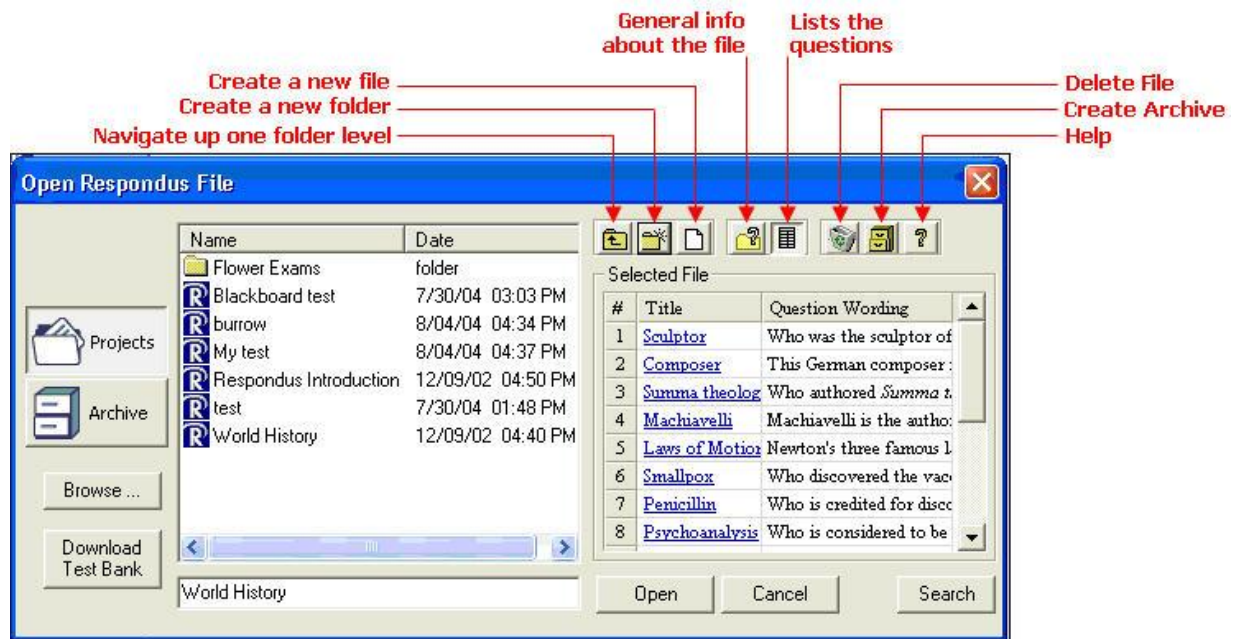 General info
about the file
Lists the
questions
Create a new file
Create a new folder
Navigate up one folder level
Delete File
Create Archive
Help
Open Respondus File
Projects
Archive
Browse ...
Download
Test Bank
Name Date
Flower Exams folder
Blackboard test 7/30/04 03:03 PM
burrow 8/04/04 04:34 PM
My test 8/04/04 04:37 PM
Respondus Introduction 12/09/02 04:50 PM
test 7/30/04 01:48 PM
World History 12/09/02 04:40 PM
World History
Selected File
# Title Question Wording
1 Sculptor Who was the sculptor of
2 Composer This German composer
3 Summa theolog Who authored Summa t
4 Machiavelli Machiavelli is the autho
5 Laws of Motion Newton's three famous l
6 Smallpox Who discovered the vac
7 Penicillin Who is credited for disc
8 Psychoanalysis Who is considered to be
Open Cancel Search